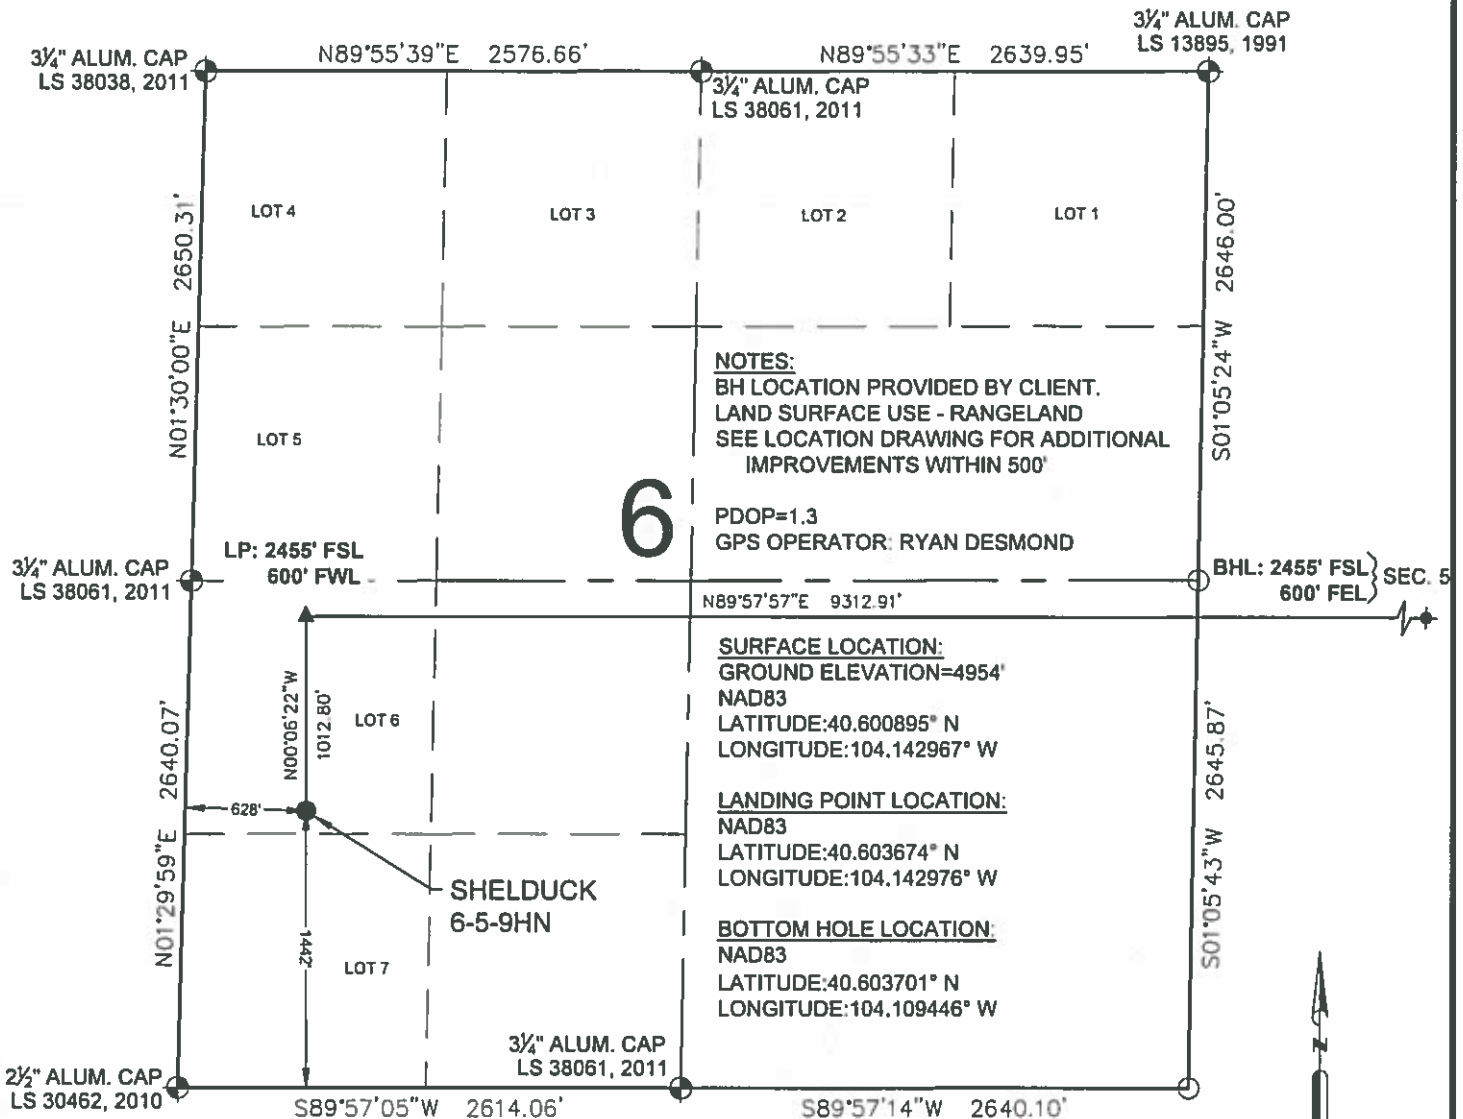 3¼" ALUM. CAP
LS 13895, 1991
3¼" ALUM. CAP
LS 38038, 2011
N89°55'39"E 2576.66'
N89°55'33"E 2639.95'
3¼" ALUM. CAP
LS 38061, 2011
N01°30'00"E 2650.31'
LOT 4
LOT 3
LOT 2
LOT 1
S01°05'24"W 2646.00'
NOTES:
BH LOCATION PROVIDED BY CLIENT.
LAND SURFACE USE - RANGELAND
SEE LOCATION DRAWING FOR ADDITIONAL
IMPROVEMENTS WITHIN 500'
LOT 5
6
PDOP=1.3
GPS OPERATOR: RYAN DESMOND
3¼" ALUM. CAP
LS 38061, 2011
LP: 2455' FSL
600' FWL
BHL: 2455' FSL
600' FEL
SEC. 5
N89°57'57"E 9312.91'
SURFACE LOCATION:
GROUND ELEVATION=4954'
NAD83
LATITUDE:40.600895° N
LONGITUDE:104.142967° W
N01°29'59"E 2640.07'
N00°06'22"W
1012.80'
LOT 6
S01°05'43"W 2645.87'
LANDING POINT LOCATION:
NAD83
LATITUDE:40.603674° N
LONGITUDE:104.142976° W
628'
SHELDUCK
6-5-9HN
1442'
LOT 7
BOTTOM HOLE LOCATION:
NAD83
LATITUDE:40.603701° N
LONGITUDE:104.109446° W
N
3¼" ALUM. CAP
LS 38061, 2011
2½" ALUM. CAP
LS 30462, 2010
S89°57'05"W 2614.06'
S89°57'14"W 2640.10'